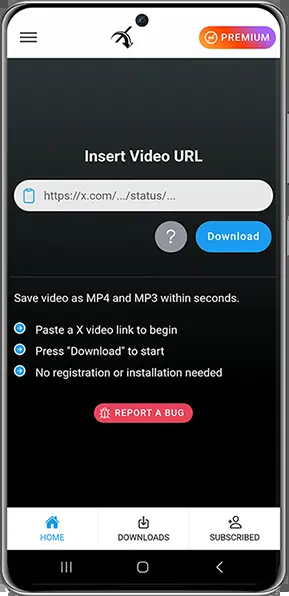 PREMIUM
Insert Video URL
https://x.com/.../status/...
?
Download
Save video as MP4 and MP3 within seconds.
Paste a X video link to begin
Press "Download" to start
No registration or installation needed
REPORT A BUG
HOME DOWNLOADS SUBSCRIBED